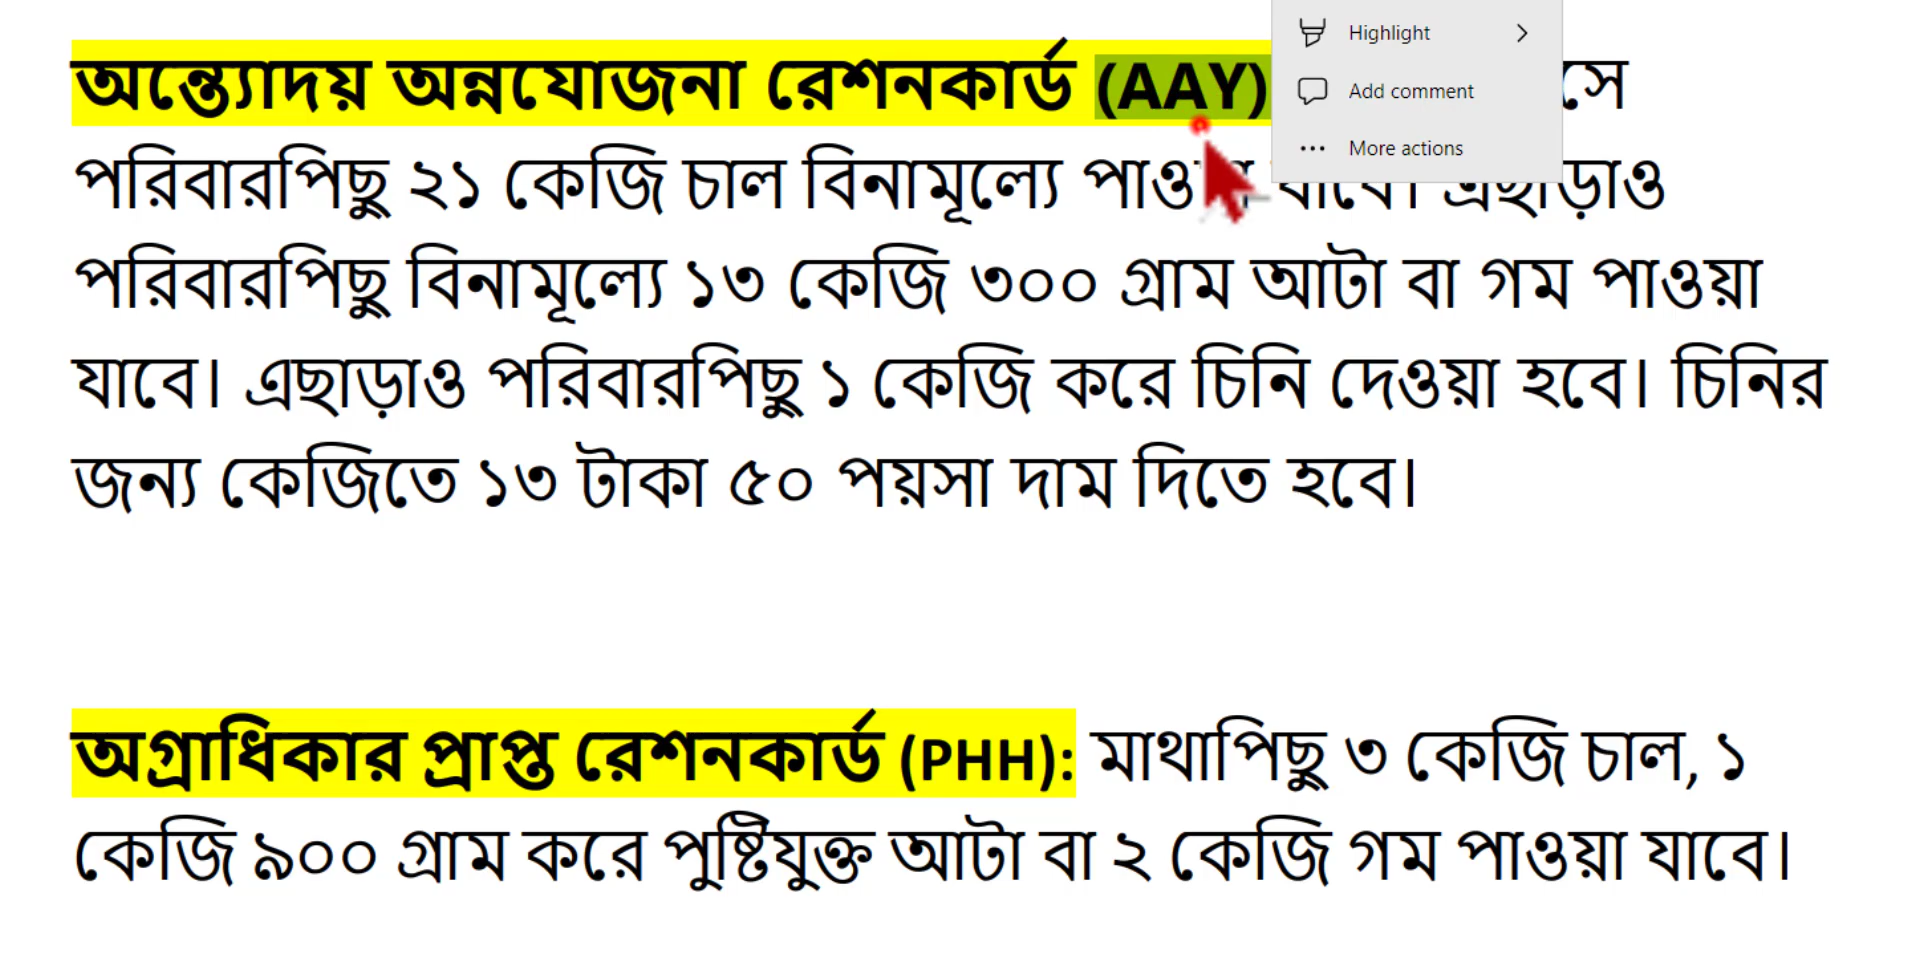 অন্ত্যোদয় অন্নযোজনা রেশনকার্ড (AAY)
পরিবারপিছু ২১ কেজি চাল বিনামূল্যে যাবে। এছাড়াও
পরিবারপিছু বিনামূল্যে ১৩ কেজি ৩০০ গ্রাম আটা বা গম পাওয়া
যাবে। এছাড়াও পরিবারপিছু ১ কেজি করে চিনি দেওয়া হবে। চিনির
জন্য কেজিতে ১৩ টাকা ৫০ পয়সা দাম দিতে হবে।
অগ্রাধিকার প্রাপ্ত রেশনকার্ড (PHH): মাথাপিছু ৩ কেজি চাল, ১
কেজি ৯০০ গ্রাম করে পুষ্টিযুক্ত আটা বা ২ কেজি গম পাওয়া যাবে।
Highlight
Add comment
More actions